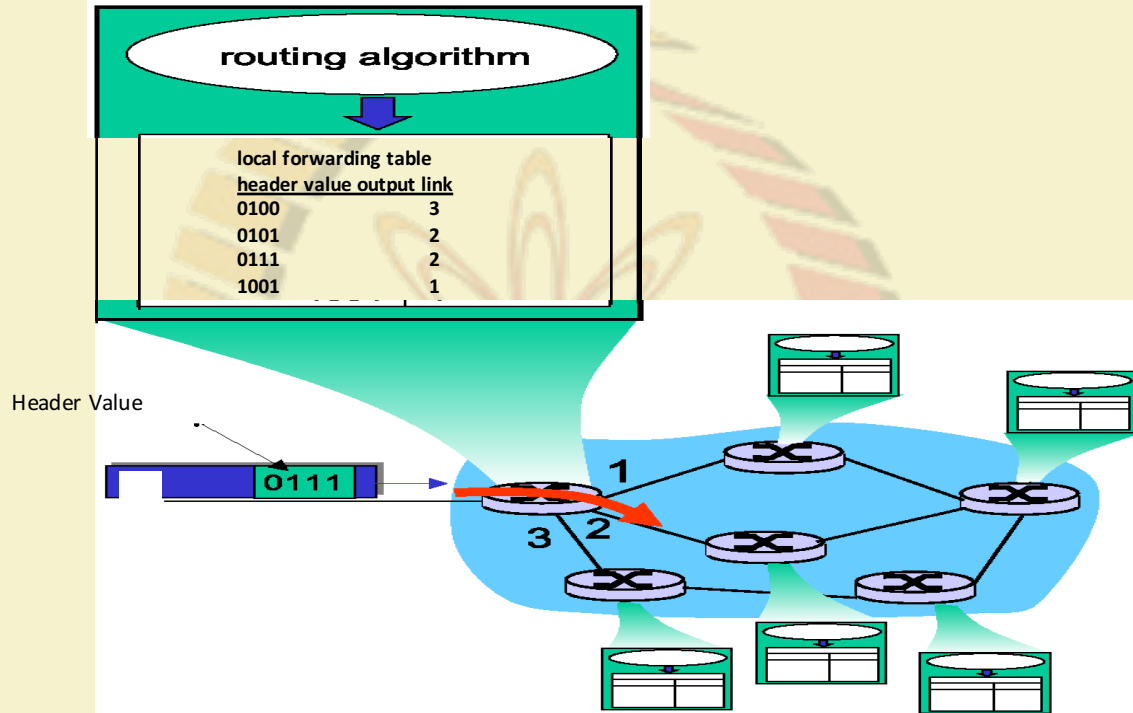 routing algorithm
local forwarding table
header value output link
0100 3
0101 2
0111 2
1001 1
Header Value
0111
1
2
3